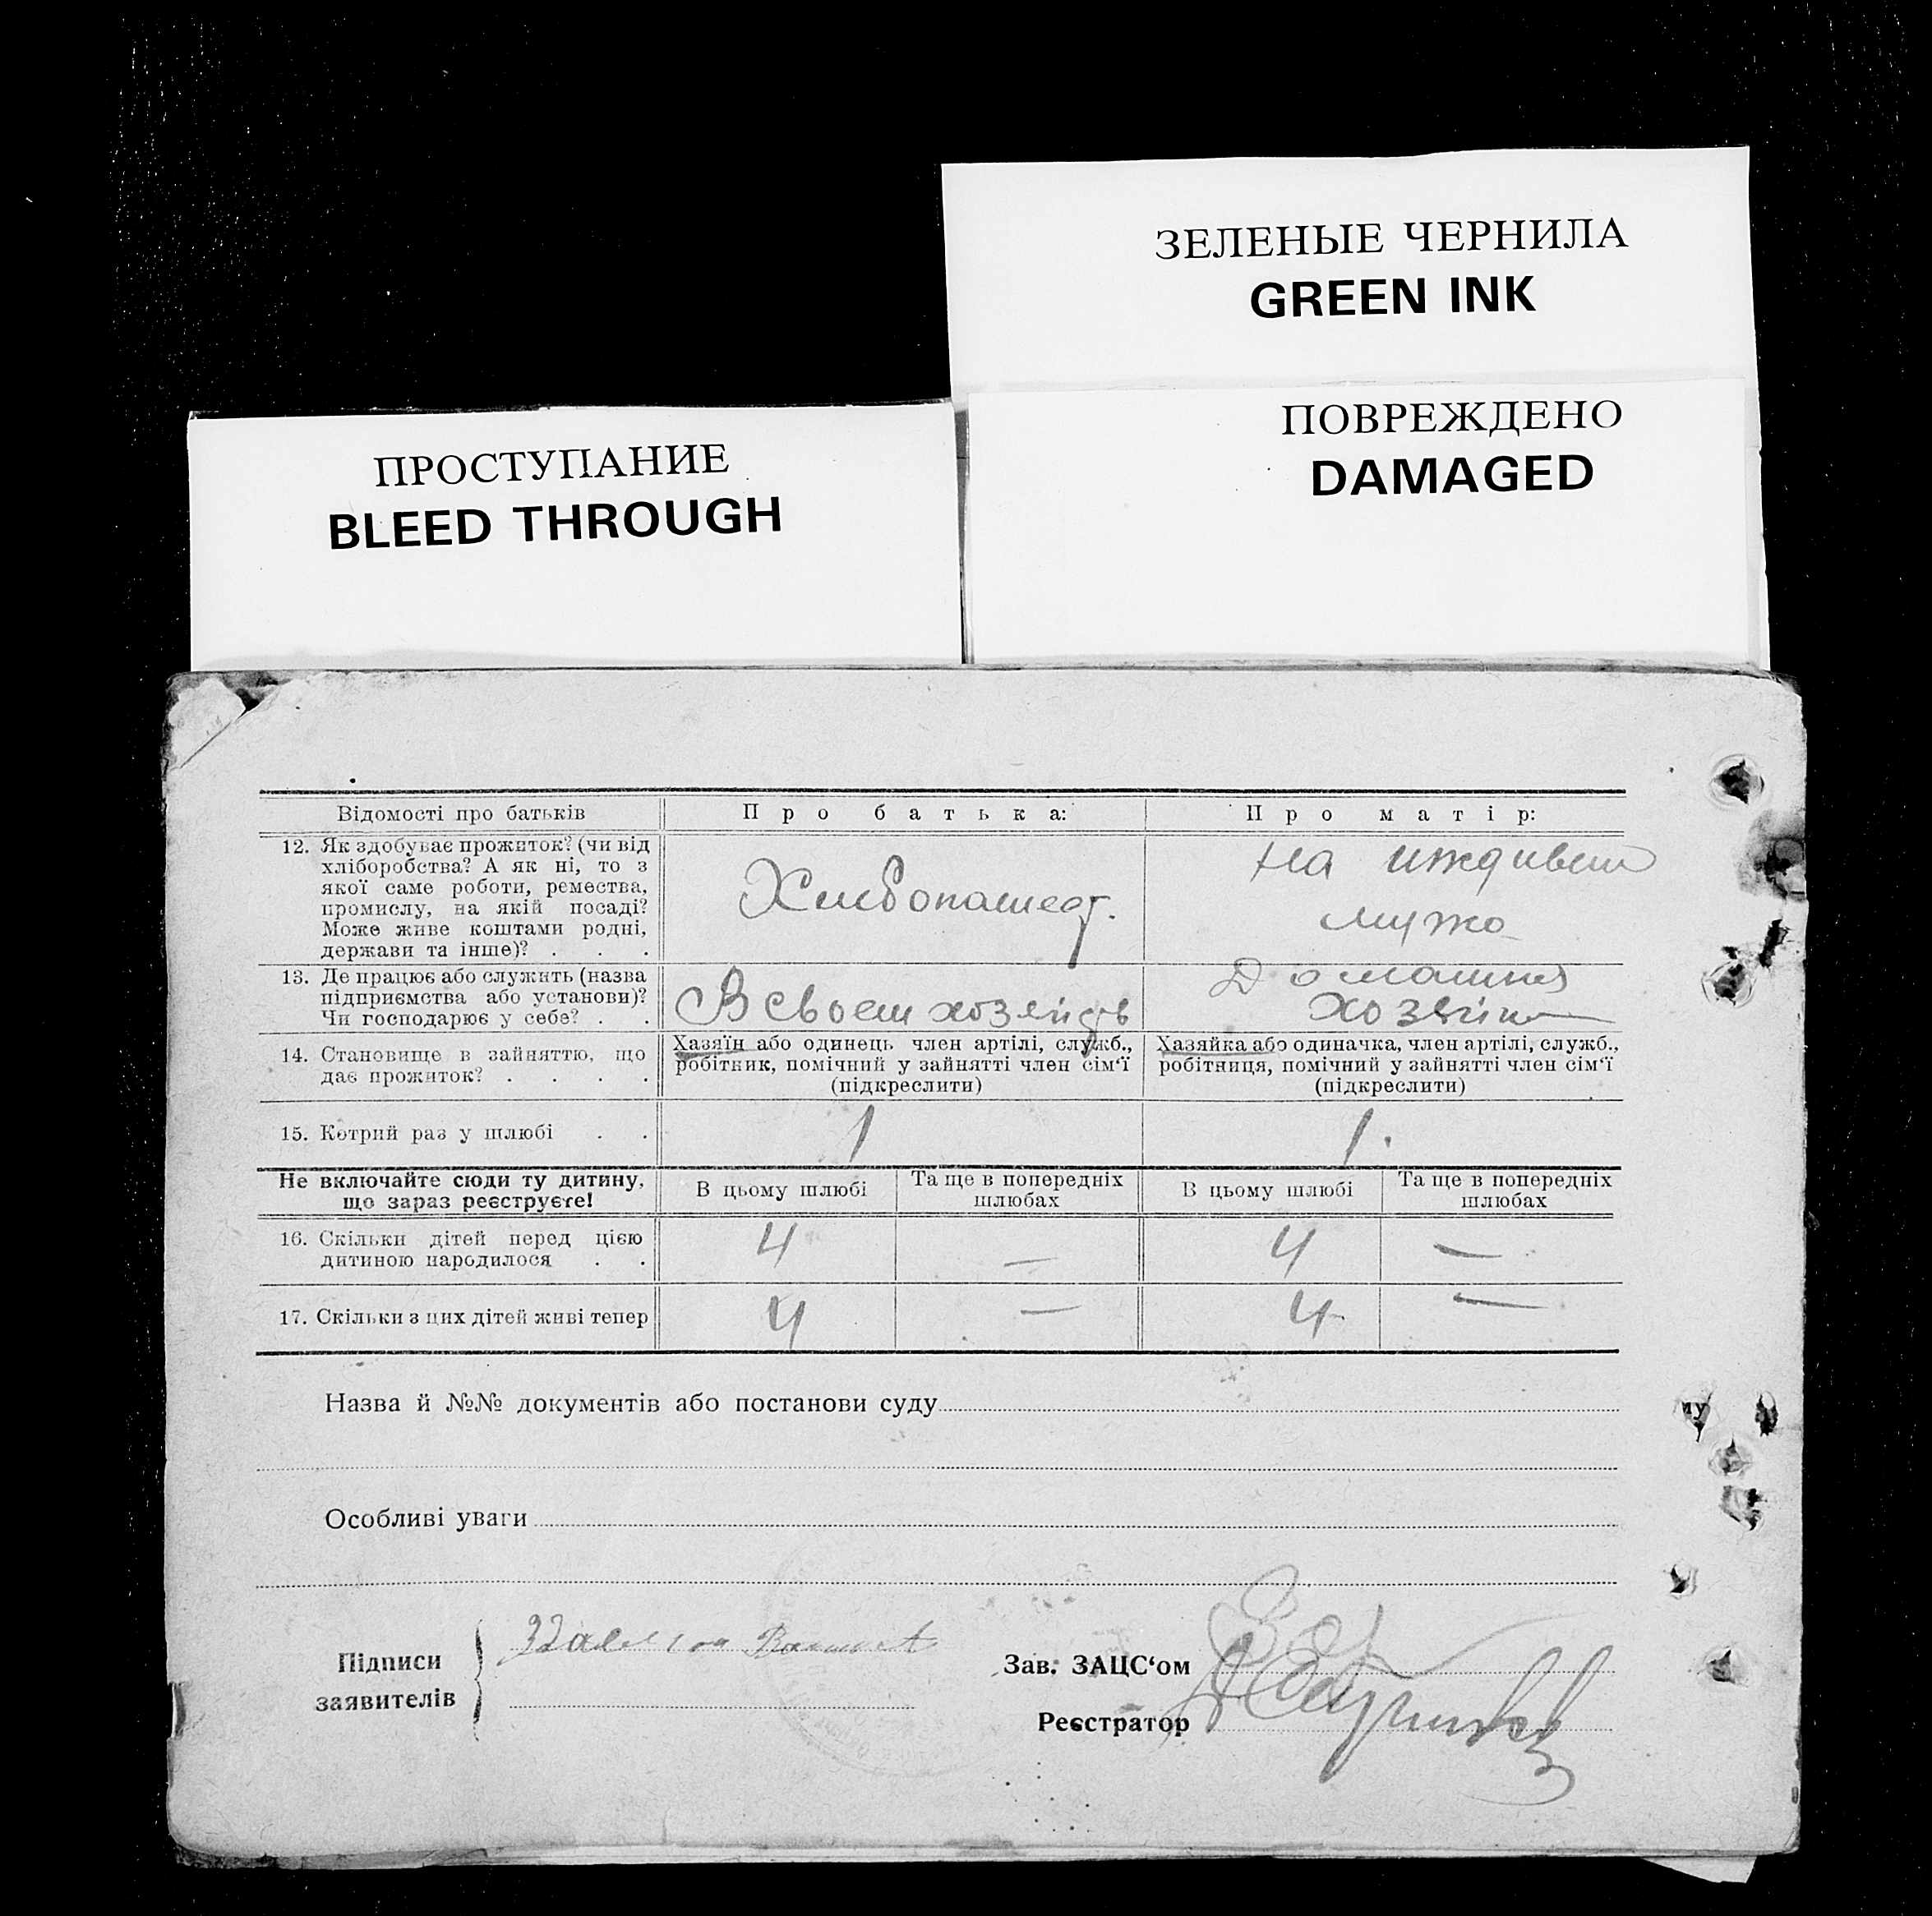 ЗЕЛЕНЫЕ ЧЕРНИЛА
GREEN INK
ПОВРЕЖДЕНО
DAMAGED
ПРОСТУПАНИЕ
BLEED THROUGH
Відомості про батьків
Про батька:
Про матір:
12. Як здобуває прожиток? (чи від
хліборобства? А як ні, то з
якої саме роботи, ремества,
промислу, на якій посаді?
Може живе коштами родні,
держави та інше)? . . .
Хлебопашец.
На иждивен
мужа
13. Де працює або служить (назва
підприємства або установи)?
Чи господарює у себе? . .
В своем хозяйств
Домашняя
хозяйк
14. Становище в зайняттю, що
дає прожиток? . . . .
Хазяїн або одинець член артілі, служб.,
робітник, помічний у зайнятті член сім‘ї
(підкреслити)
Хазяйка або одиначка, член артілі, служб.,
робітниця, помічний у зайнятті член сім‘ї
(підкреслити)
15. Котрий раз у шлюбі . .
1
1.
Не включайте сюди ту дитину,
що зараз реєструєте!
В цьому шлюбі
Та ще в попередніх
шлюбах
В цьому шлюбі
Та ще в попередніх
шлюбах
16. Скільки дітей перед цією
дитиною народилося . .
4
—
4
—
17. Скільки з цих дітей живі тепер
4
—
4
—
Назва й №№ документів або постанови суду
Особливі уваги
Підписи
заявителів
Зав. ЗАЦС‘ом
Реєстратор